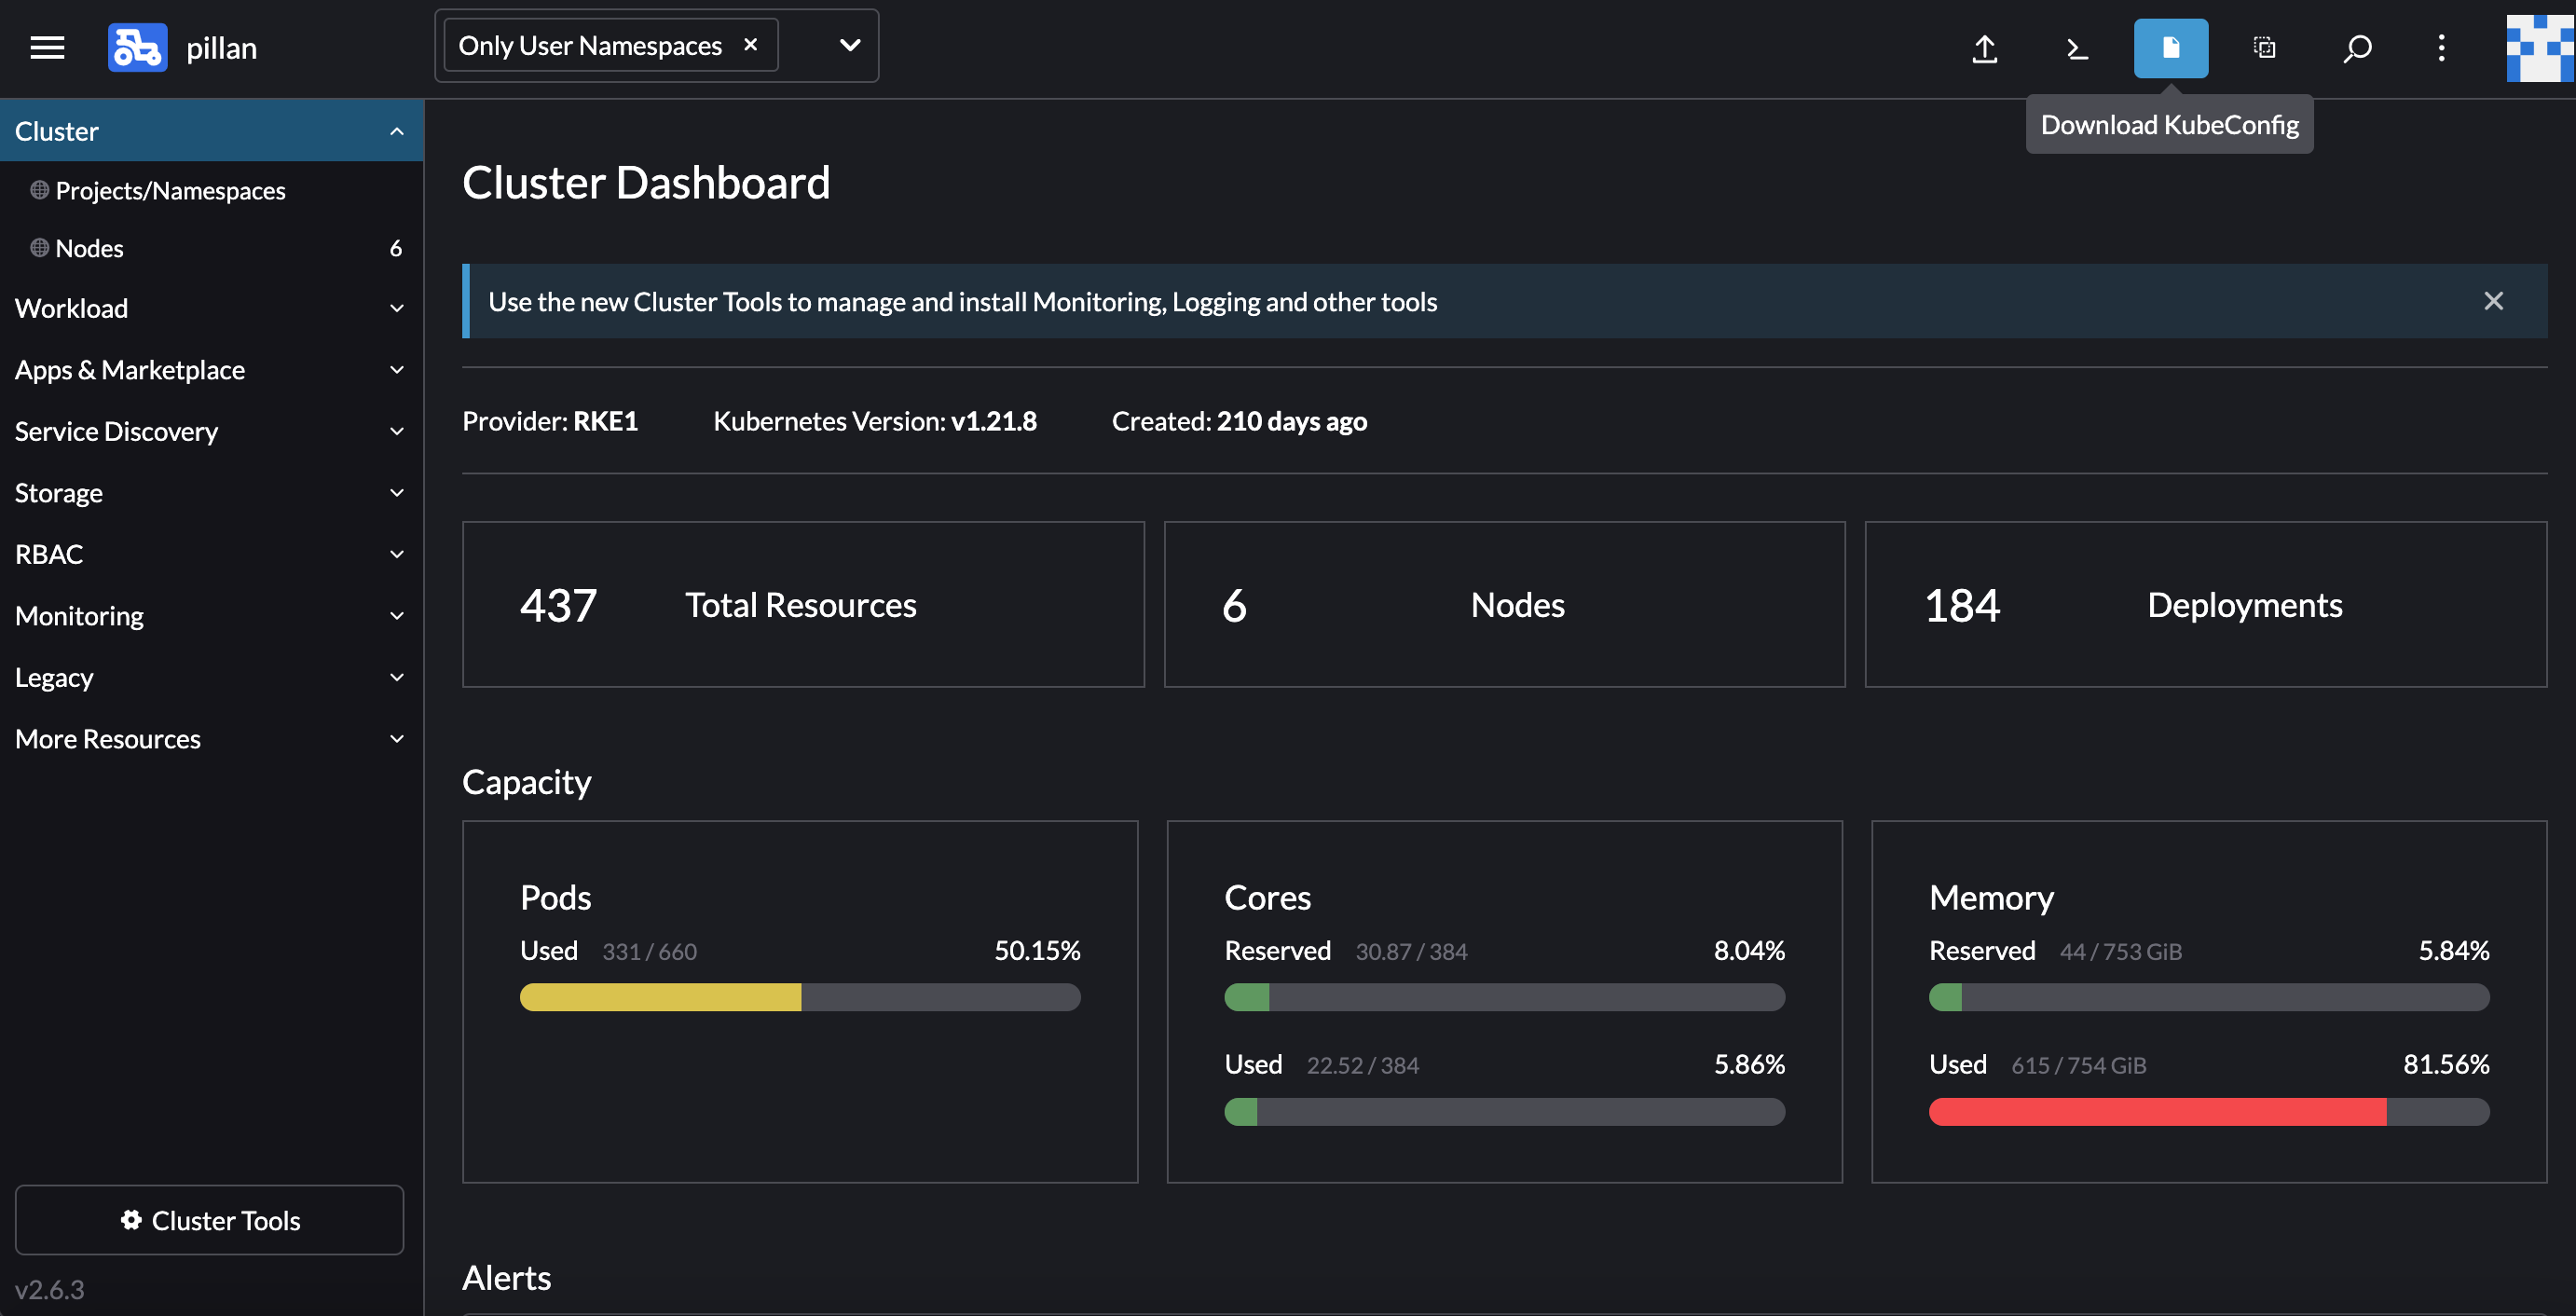 pillan
Only User Namespaces
Download KubeConfig
Cluster
Projects/Namespaces
Nodes 6
Workload
Apps & Marketplace
Service Discovery
Storage
RBAC
Monitoring
Legacy
More Resources
Cluster Tools
v2.6.3
Cluster Dashboard
Use the new Cluster Tools to manage and install Monitoring, Logging and other tools
Provider: RKE1 Kubernetes Version: v1.21.8 Created: 210 days ago
437 Total Resources
6 Nodes
184 Deployments
Capacity
Pods
Used 331 / 660 50.15%
Cores
Reserved 30.87 / 384 8.04%
Used 22.52 / 384 5.86%
Memory
Reserved 44 / 753 GiB 5.84%
Used 615 / 754 GiB 81.56%
Alerts